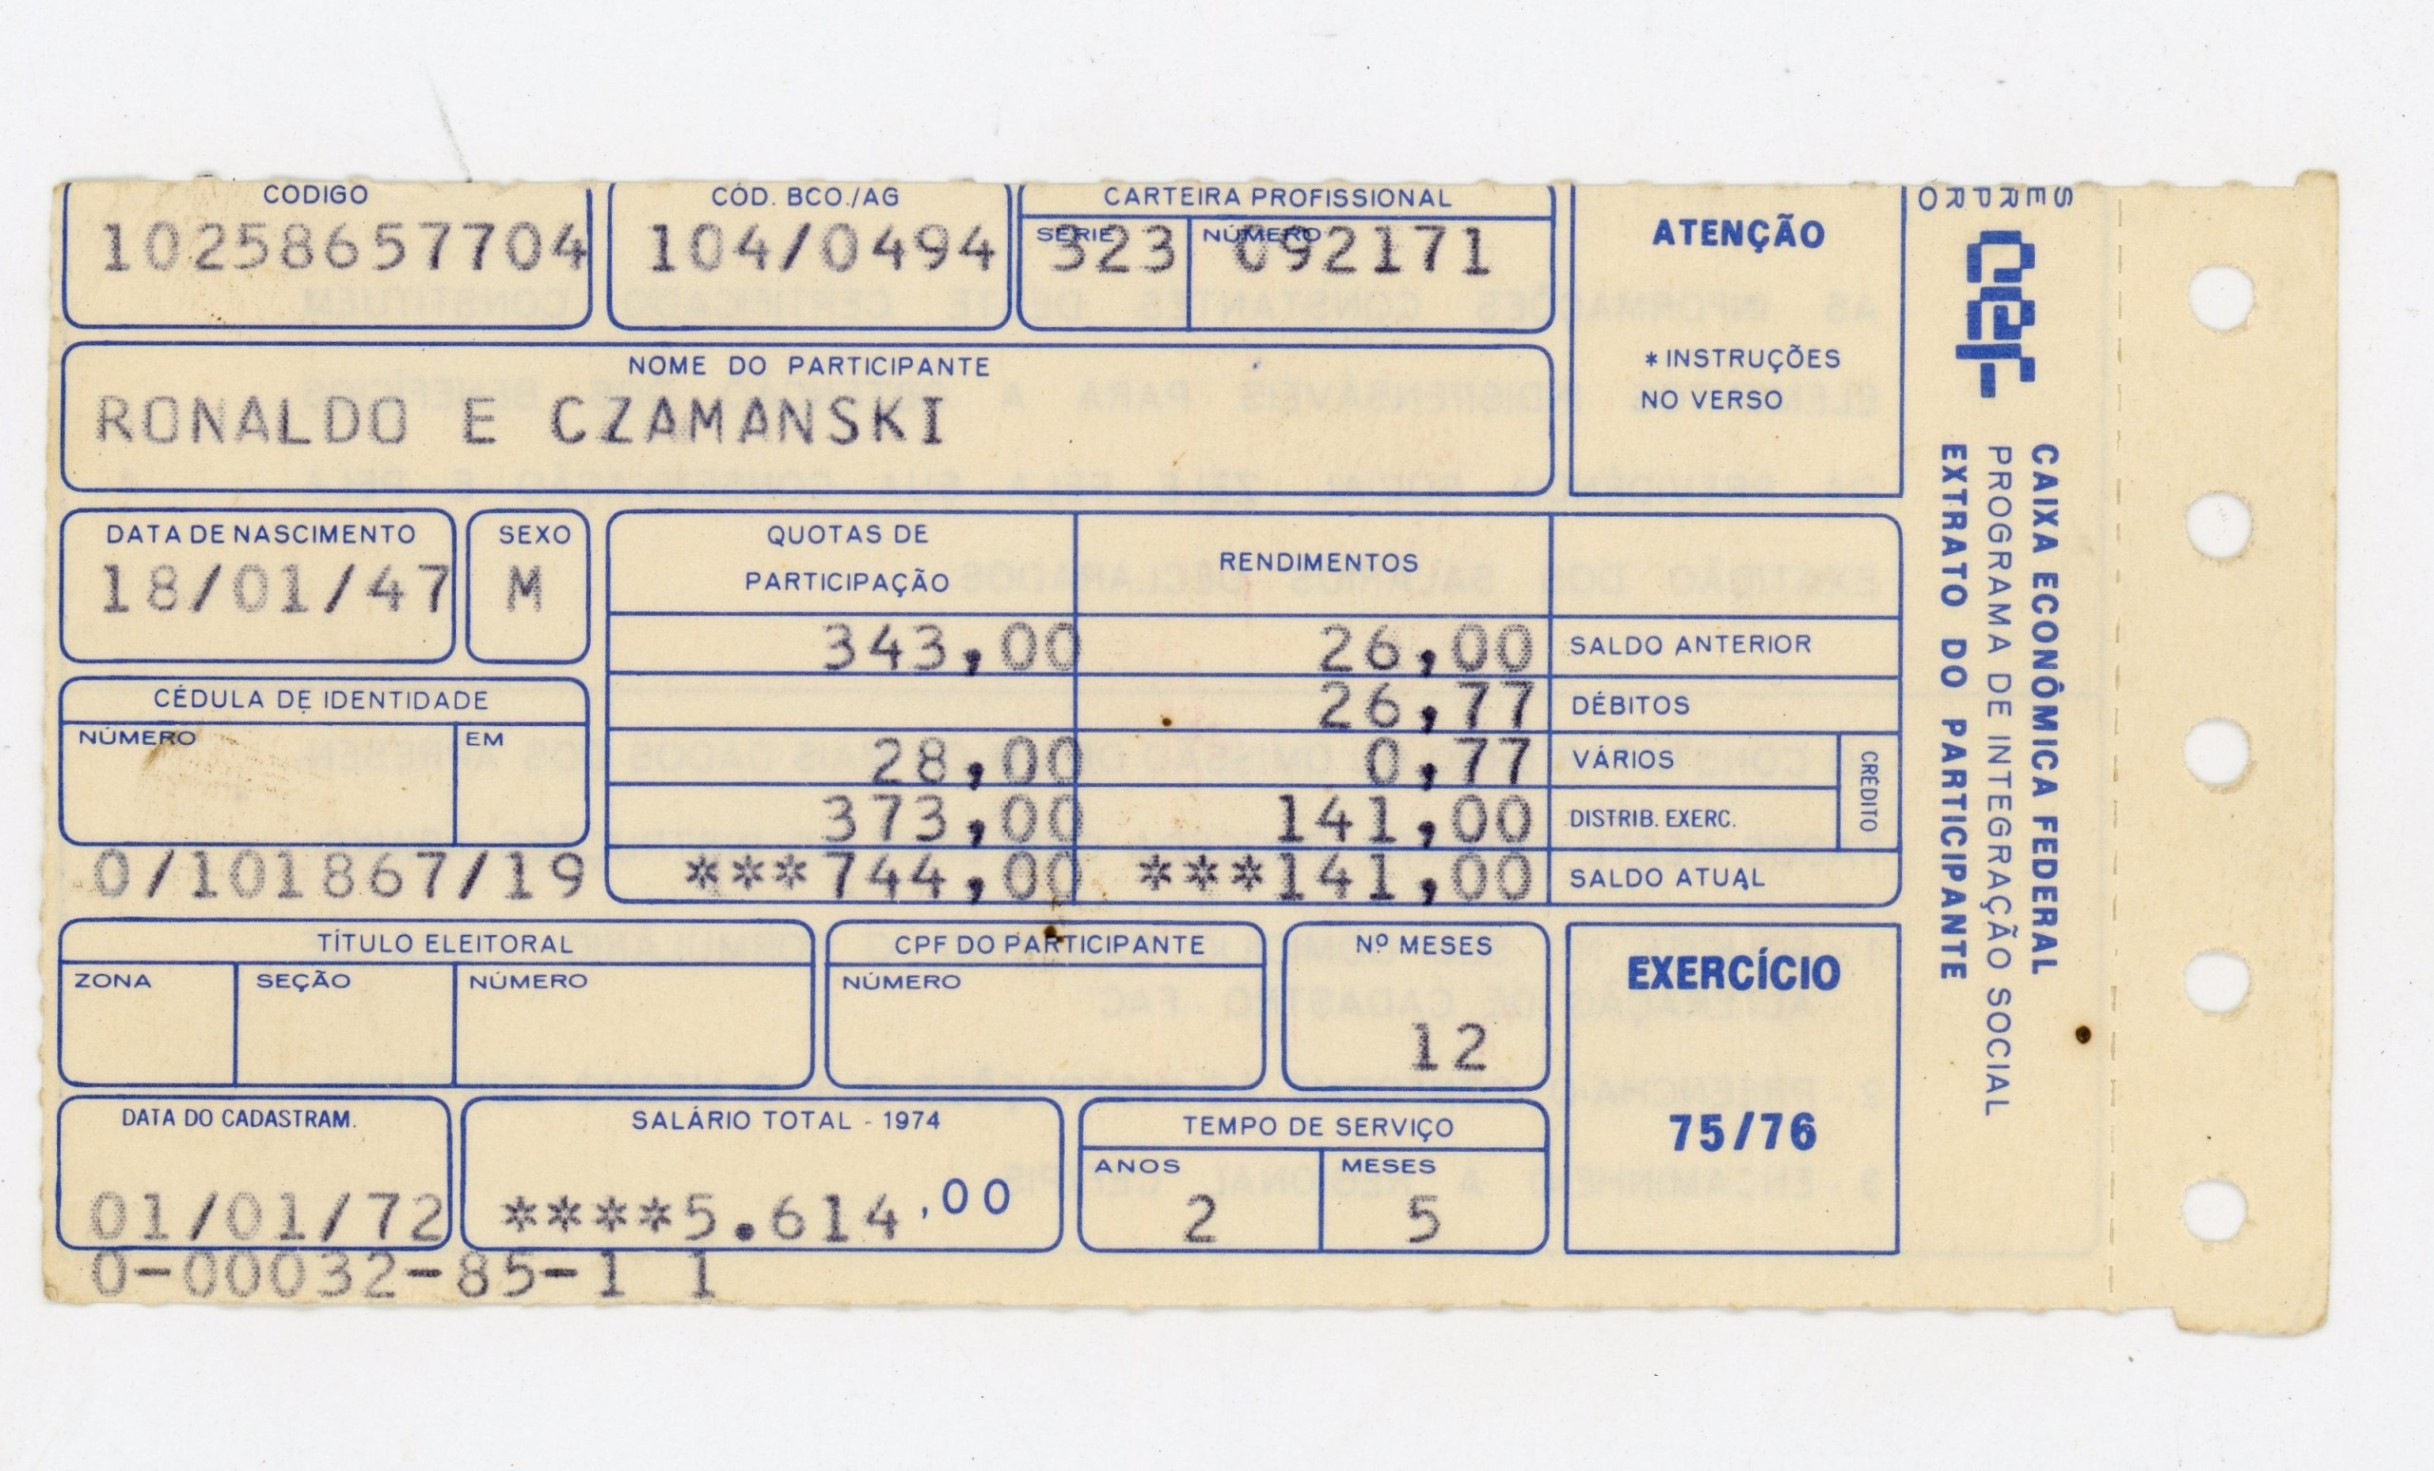 CÓDIGO
10258657704
CÓD. BCO./AG
104/0494
CARTEIRA PROFISSIONAL
SÉRIE
323
NÚMERO
092171
ATENÇÃO
* INSTRUÇÕES
NO VERSO
NOME DO PARTICIPANTE
RONALDO E CZAMANSKI
DATA DE NASCIMENTO
18/01/47
SEXO
M
QUOTAS DE
PARTICIPAÇÃO
RENDIMENTOS
343,00 26,00 SALDO ANTERIOR
26,77 DÉBITOS
28,00 0,77 VÁRIOS
373,00 141,00 DISTRIB. EXERC.
CRÉDITO
***744,00 ***141,00 SALDO ATUAL
CÉDULA DE IDENTIDADE
NÚMERO
EM
0/101867/19
TÍTULO ELEITORAL
ZONA
SEÇÃO
NÚMERO
CPF DO PARTICIPANTE
NÚMERO
Nº MESES
12
EXERCÍCIO
75/76
DATA DO CADASTRAM.
01/01/72
SALÁRIO TOTAL - 1974
****5.614,00
TEMPO DE SERVIÇO
ANOS
2
MESES
5
0-00032-85-1 1
SERPRO
cef
CAIXA ECONÔMICA FEDERAL
PROGRAMA DE INTEGRAÇÃO SOCIAL
EXTRATO DO PARTICIPANTE